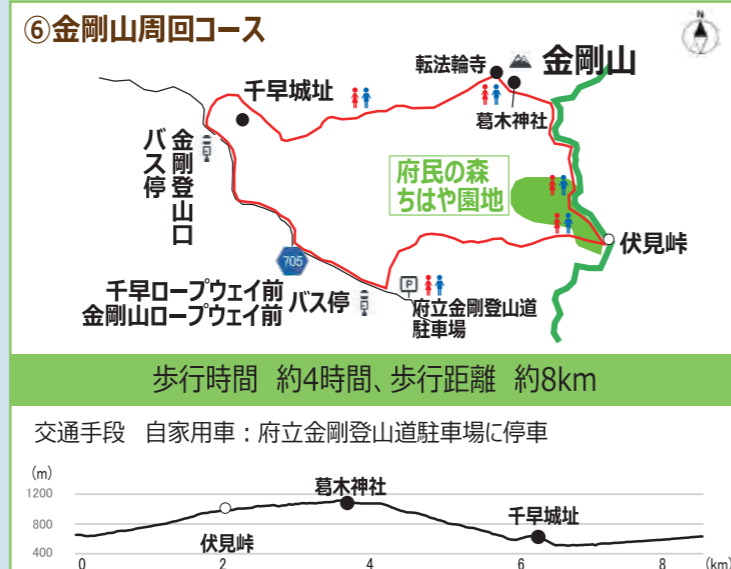 ⑥金剛山周回コース
N
転法輪寺
金剛山
千早城址
葛木神社
金剛登山口
バス停
府民の森
ちはや園地
伏見峠
705
千早ロープウェイ前
金剛山ロープウェイ前
バス停
P
府立金剛登山道
駐車場
歩行時間 約4時間、歩行距離 約8km
交通手段 自家用車：府立金剛登山道駐車場に停車
(m)
1200
800
400
葛木神社
千早城址
伏見峠
0 2 4 6 8 (km)